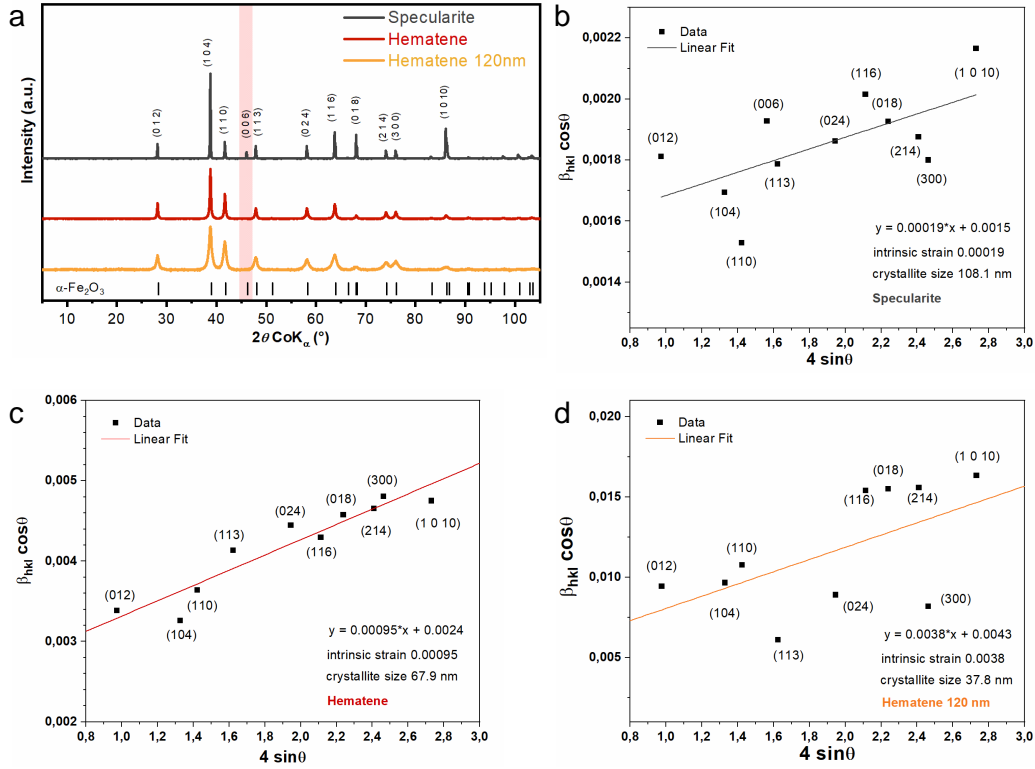 a
Specularite
Hematene
Hematene 120nm
(0 1 2)
(1 0 4)
(1 1 0)
(0 0 6)
(1 1 3)
(0 2 4)
(1 1 6)
(0 1 8)
(2 1 4)
(3 0 0)
(1 0 10)
Intensity (a.u.)
α-Fe₂O₃
10 20 30 40 50 60 70 80 90 100
2θ CoKα (°)
b
Data
Linear Fit
(012)
(104)
(110)
(006)
(113)
(024)
(116)
(018)
(214)
(300)
(1 0 10)
y = 0.00019*x + 0.0015
intrinsic strain 0.00019
crystallite size 108.1 nm
Specularite
0,0022
0,0020
0,0018
0,0016
0,0014
βhkl cosθ
0,8 1,0 1,2 1,4 1,6 1,8 2,0 2,2 2,4 2,6 2,8 3,0
4 sinθ
c
Data
Linear Fit
(012)
(104)
(110)
(113)
(024)
(116)
(018)
(214)
(300)
(1 0 10)
y = 0.00095*x + 0.0024
intrinsic strain 0.00095
crystallite size 67.9 nm
Hematene
0,006
0,005
0,004
0,003
0,002
βhkl cosθ
0,8 1,0 1,2 1,4 1,6 1,8 2,0 2,2 2,4 2,6 2,8 3,0
4 sinθ
d
Data
Linear Fit
(012)
(104)
(110)
(113)
(024)
(116)
(018)
(214)
(300)
(1 0 10)
y = 0.0038*x + 0.0043
intrinsic strain 0.0038
crystallite size 37.8 nm
Hematene 120 nm
0,020
0,015
0,010
0,005
βhkl cosθ
0,8 1,0 1,2 1,4 1,6 1,8 2,0 2,2 2,4 2,6 2,8 3,0
4 sinθ